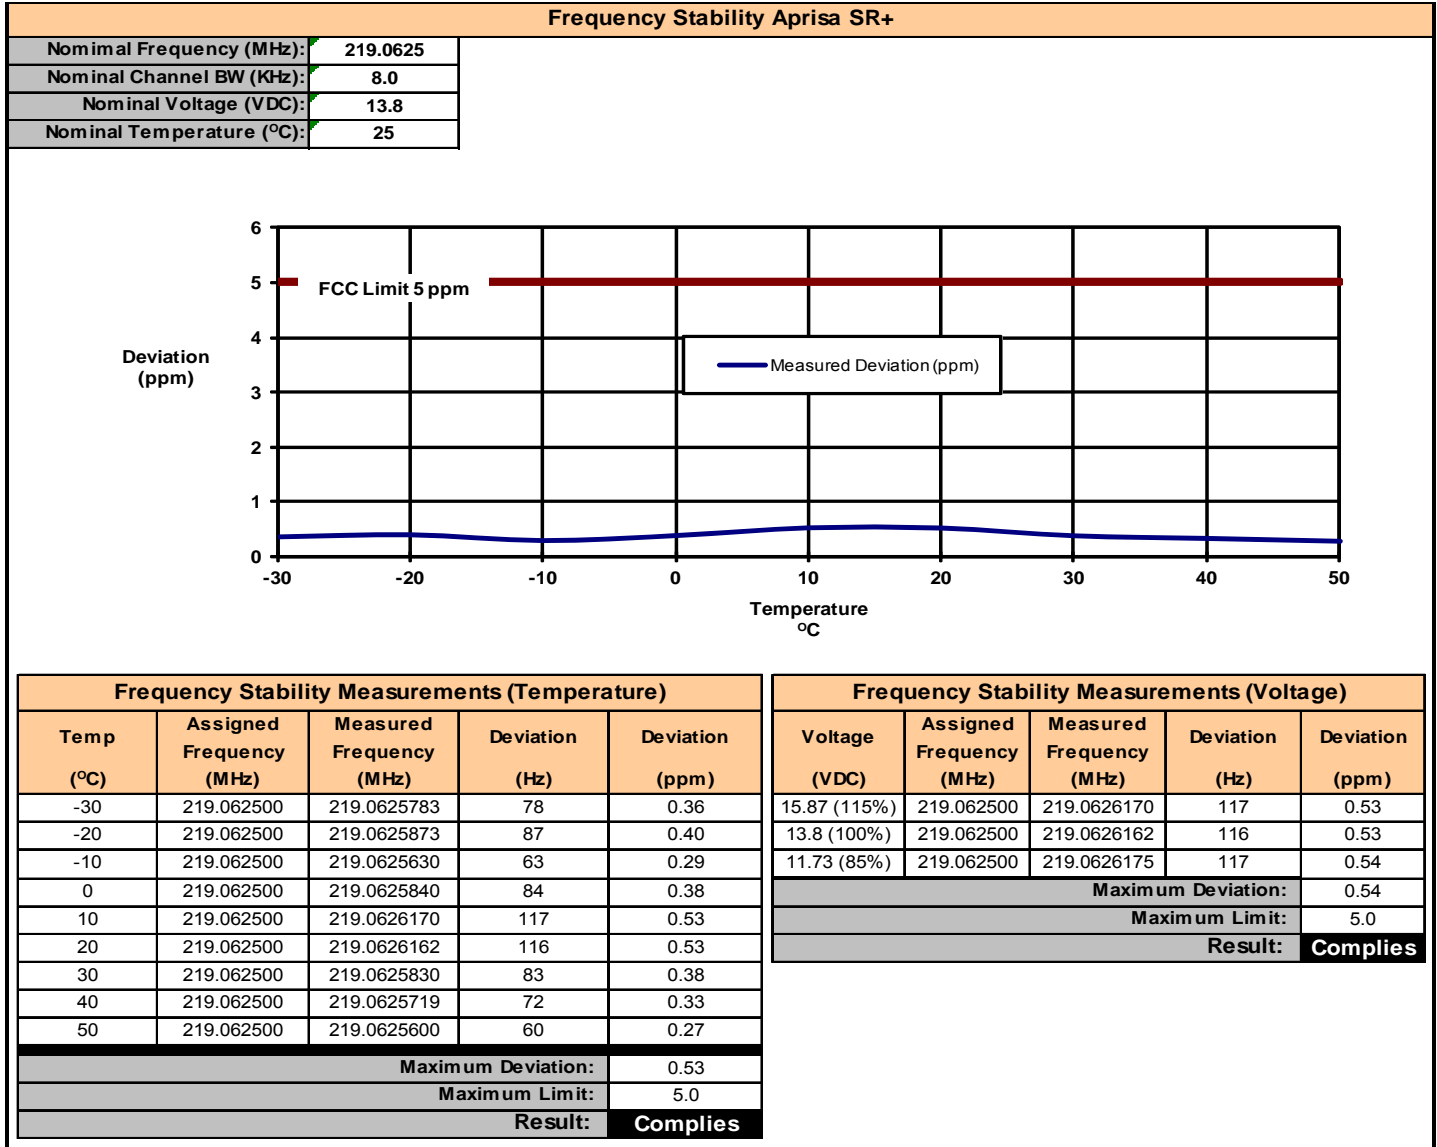 Frequency Stability Aprisa SR+
Nomimal Frequency (MHz): 219.0625
Nominal Channel BW (KHz): 8.0
Nominal Voltage (VDC): 13.8
Nominal Temperature (ºC): 25
6
5
4
3
2
1
0
FCC Limit 5 ppm
Deviation
(ppm)
Measured Deviation (ppm)
-30 -20 -10 0 10 20 30 40 50
Temperature
ºC
Frequency Stability Measurements (Temperature)
Temp (ºC) Assigned Frequency (MHz) Measured Frequency (MHz) Deviation (Hz) Deviation (ppm)
-30 219.062500 219.0625783 78 0.36
-20 219.062500 219.0625873 87 0.40
-10 219.062500 219.0625630 63 0.29
0 219.062500 219.0625840 84 0.38
10 219.062500 219.0626170 117 0.53
20 219.062500 219.0626162 116 0.53
30 219.062500 219.0625830 83 0.38
40 219.062500 219.0625719 72 0.33
50 219.062500 219.0625600 60 0.27
Maximum Deviation: 0.53
Maximum Limit: 5.0
Result: Complies
Frequency Stability Measurements (Voltage)
Voltage (VDC) Assigned Frequency (MHz) Measured Frequency (MHz) Deviation (Hz) Deviation (ppm)
15.87 (115%) 219.062500 219.0626170 117 0.53
13.8 (100%) 219.062500 219.0626162 116 0.53
11.73 (85%) 219.062500 219.0626175 117 0.54
Maximum Deviation: 0.54
Maximum Limit: 5.0
Result: Complies